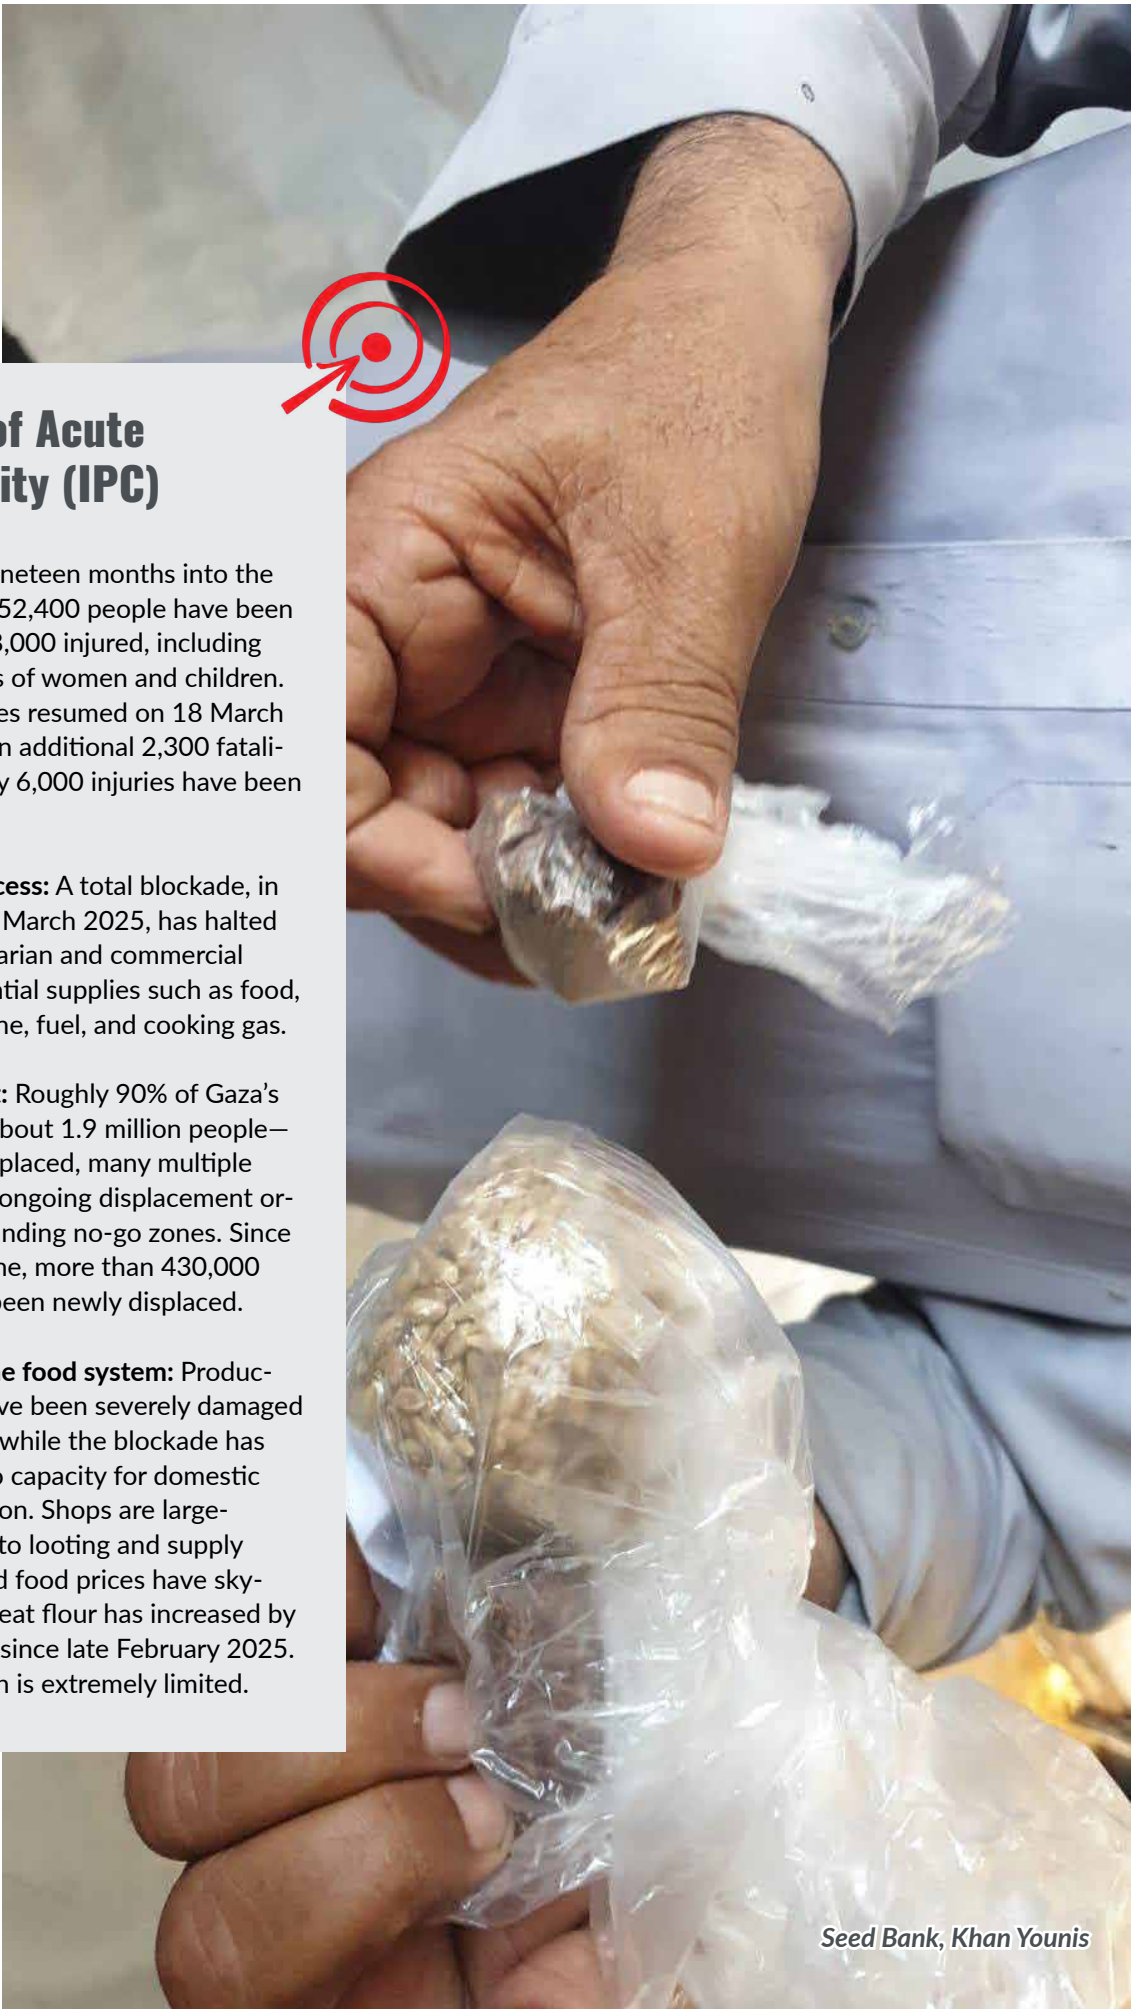 of Acute
ity (IPC)
neteen months into the
52,400 people have been
,000 injured, including
s of women and children.
es resumed on 18 March
n additional 2,300 fatali-
y 6,000 injuries have been
cess: A total blockade, in
March 2025, has halted
arian and commercial
ntial supplies such as food,
ne, fuel, and cooking gas.
: Roughly 90% of Gaza’s
bout 1.9 million people—
placed, many multiple
ongoing displacement or-
nding no-go zones. Since
ne, more than 430,000
been newly displaced.
e food system: Produc-
ve been severely damaged
while the blockade has
o capacity for domestic
on. Shops are large-
to looting and supply
d food prices have sky-
eat flour has increased by
since late February 2025.
n is extremely limited.
Seed Bank, Khan Younis